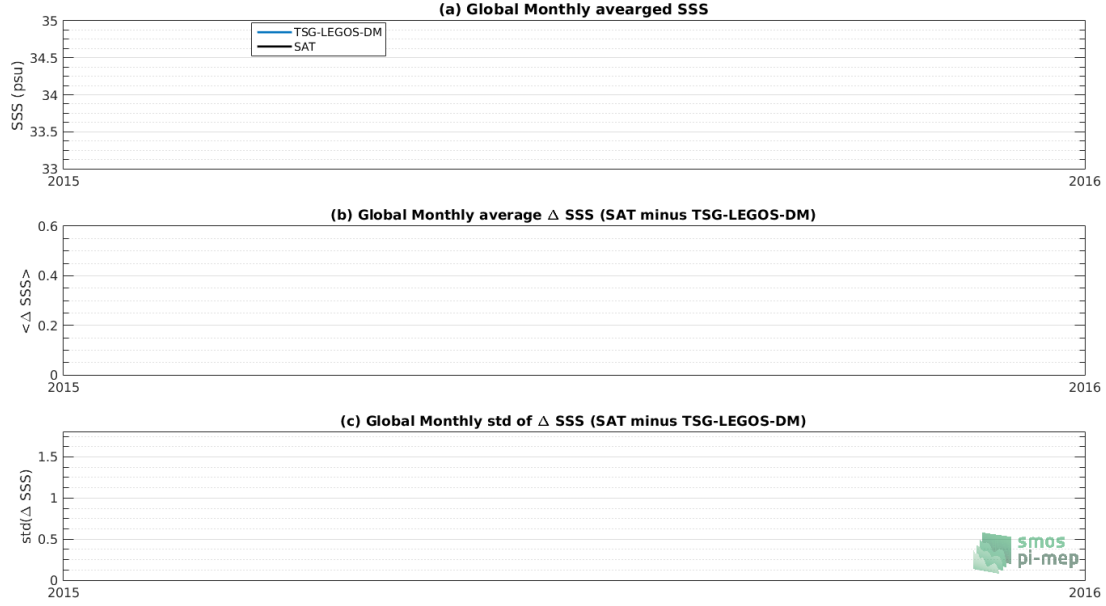 (a) Global Monthly avearged SSS
35
TSG-LEGOS-DM
SAT
34.5
34
33.5
33
SSS (psu)
2015
2016
(b) Global Monthly average Δ SSS (SAT minus TSG-LEGOS-DM)
0.6
0.4
0.2
0
<Δ SSS>
2015
2016
(c) Global Monthly std of Δ SSS (SAT minus TSG-LEGOS-DM)
1.5
1
0.5
0
std(Δ SSS)
smos
pi-mep
2015
2016